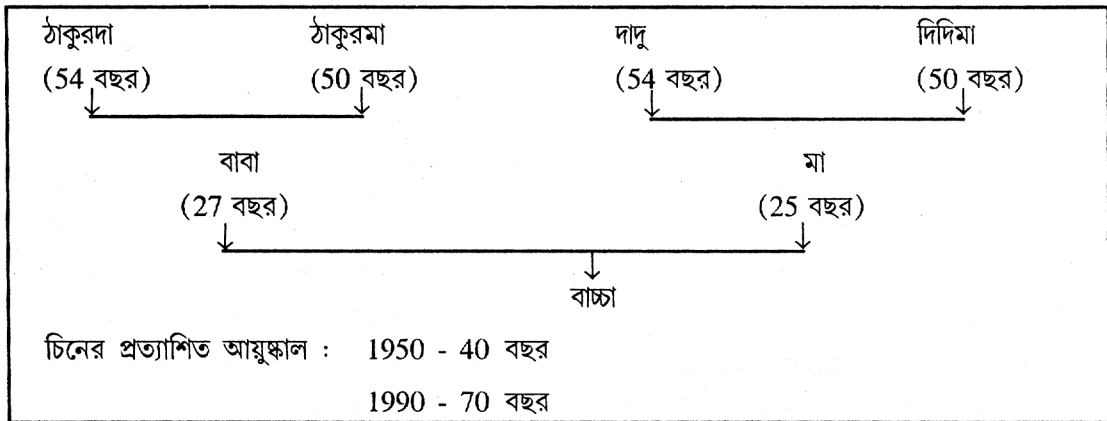 ঠাকুরদা ঠাকুরমা দাদু দিদিমা
(54 বছর) (50 বছর) (54 বছর) (50 বছর)
বাবা মা
(27 বছর) (25 বছর)
বাচ্চা
চিনের প্রত্যাশিত আয়ুষ্কাল : 1950 - 40 বছর
1990 - 70 বছর